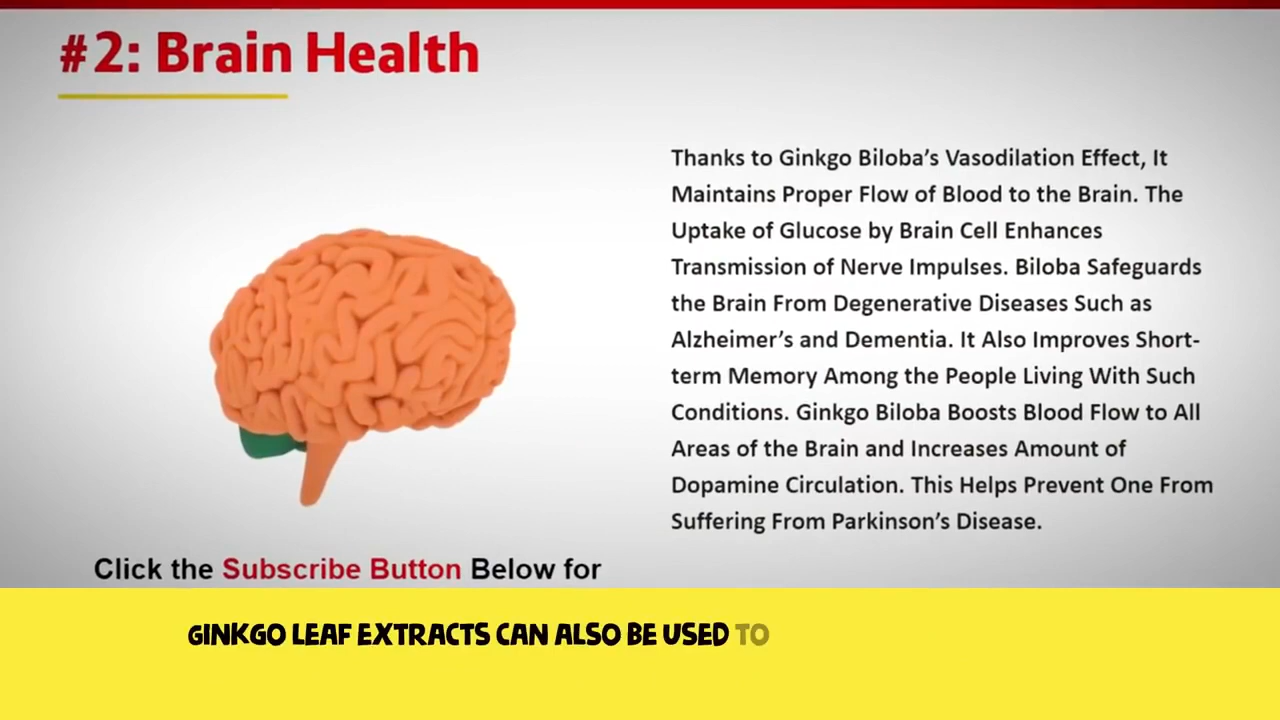 #2: Brain Health
Thanks to Ginkgo Biloba’s Vasodilation Effect, It
Maintains Proper Flow of Blood to the Brain. The
Uptake of Glucose by Brain Cell Enhances
Transmission of Nerve Impulses. Biloba Safeguards
the Brain From Degenerative Diseases Such as
Alzheimer’s and Dementia. It Also Improves Short-
term Memory Among the People Living With Such
Conditions. Ginkgo Biloba Boosts Blood Flow to All
Areas of the Brain and Increases Amount of
Dopamine Circulation. This Helps Prevent One From
Suffering From Parkinson’s Disease.
Click the Subscribe Button Below for
GINKGO LEAF EXTRACTS CAN ALSO BE USED TO